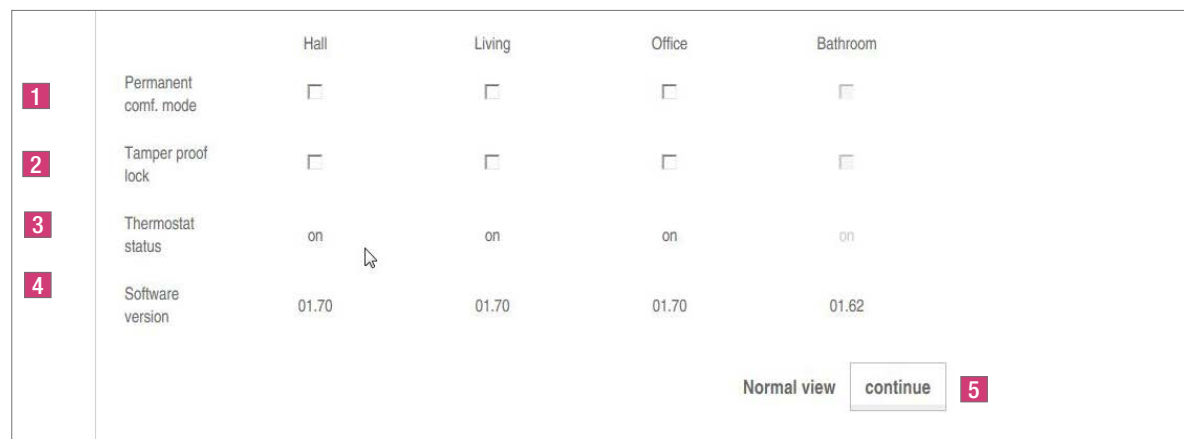 Hall Living Office Bathroom
1 Permanent
comf. mode
2 Tamper proof
lock
3 Thermostat
status
on on on on
4 Software
version
01.70 01.70 01.70 01.62
Normal view continue 5